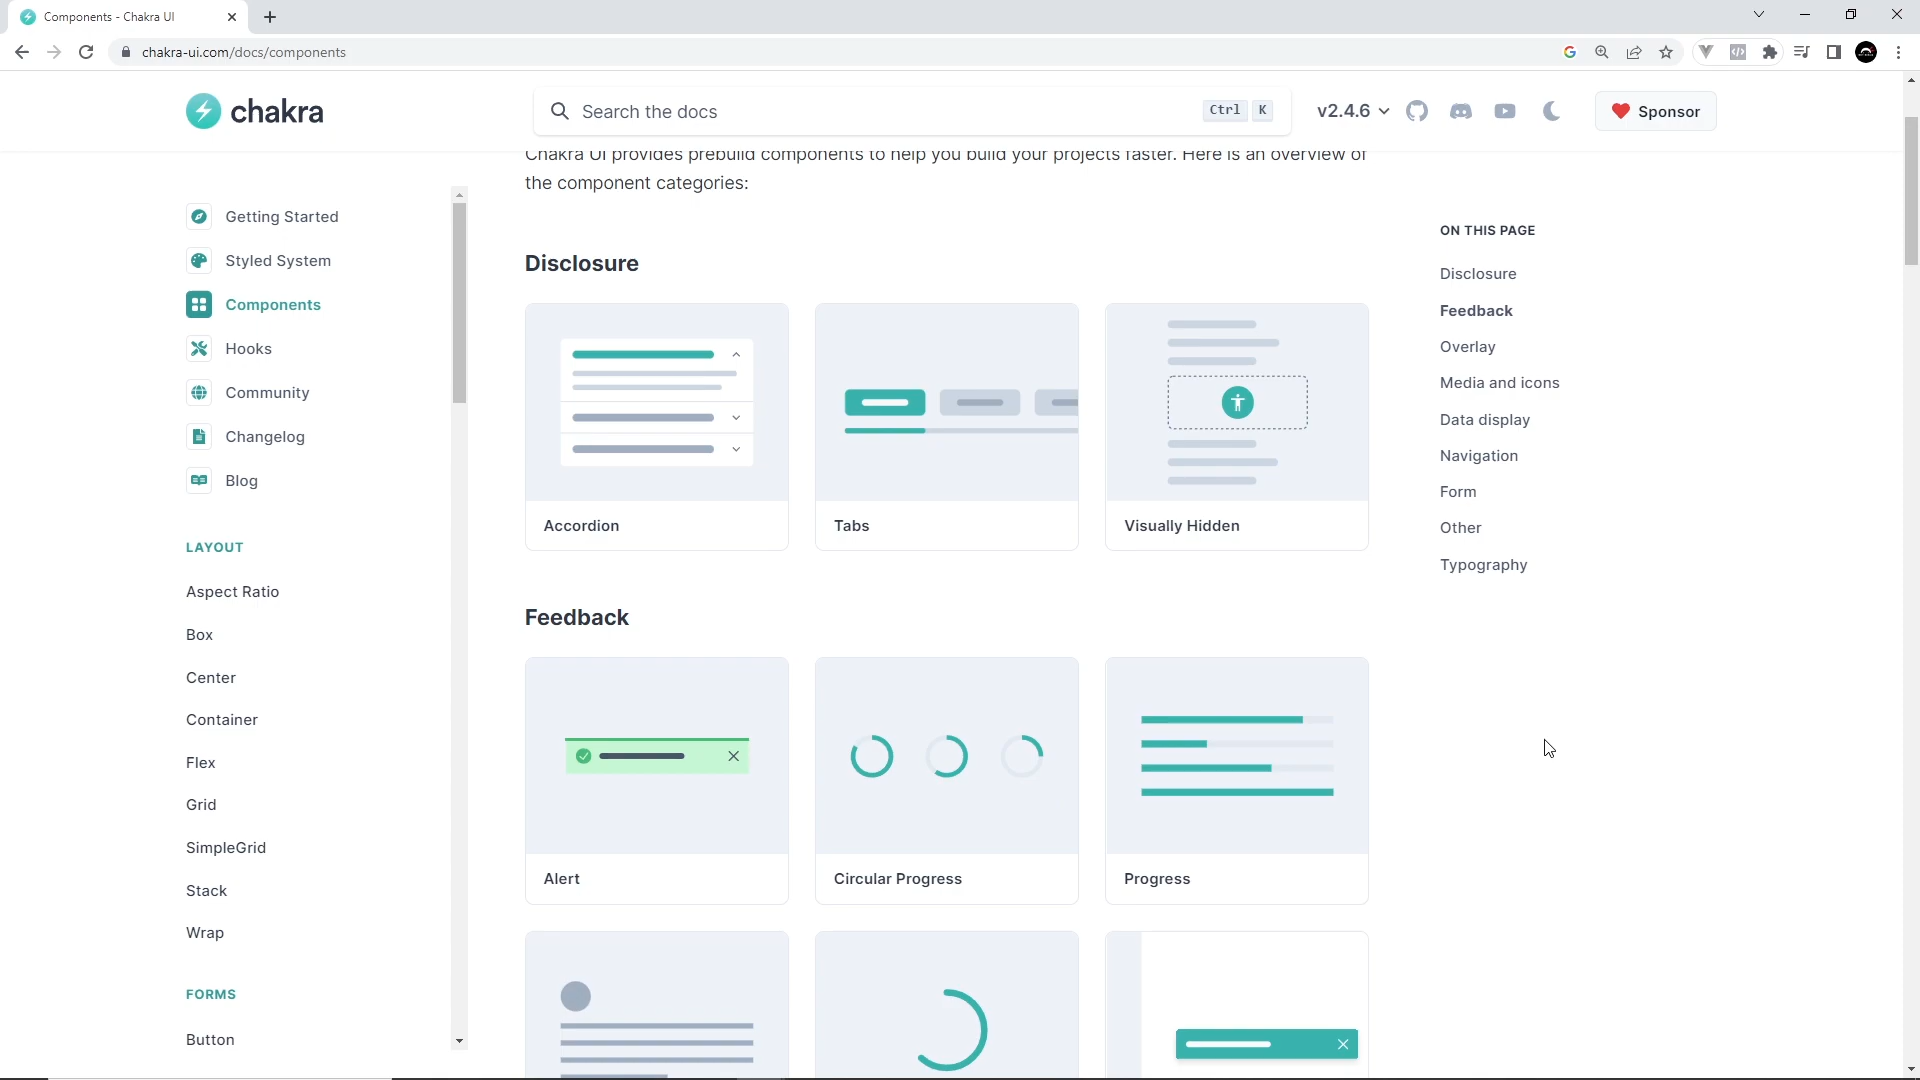 Components - Chakra UI
chakra-ui.com/docs/components
chakra
Search the docs
Ctrl K
v2.4.6
Sponsor
Chakra UI provides prebuild components to help you build your projects faster. Here is an overview of
the component categories:
Getting Started
Styled System
Components
Hooks
Community
Changelog
Blog
LAYOUT
Aspect Ratio
Box
Center
Container
Flex
Grid
SimpleGrid
Stack
Wrap
FORMS
Button
Disclosure
Accordion
Tabs
Visually Hidden
Feedback
Alert
Circular Progress
Progress
ON THIS PAGE
Disclosure
Feedback
Overlay
Media and icons
Data display
Navigation
Form
Other
Typography